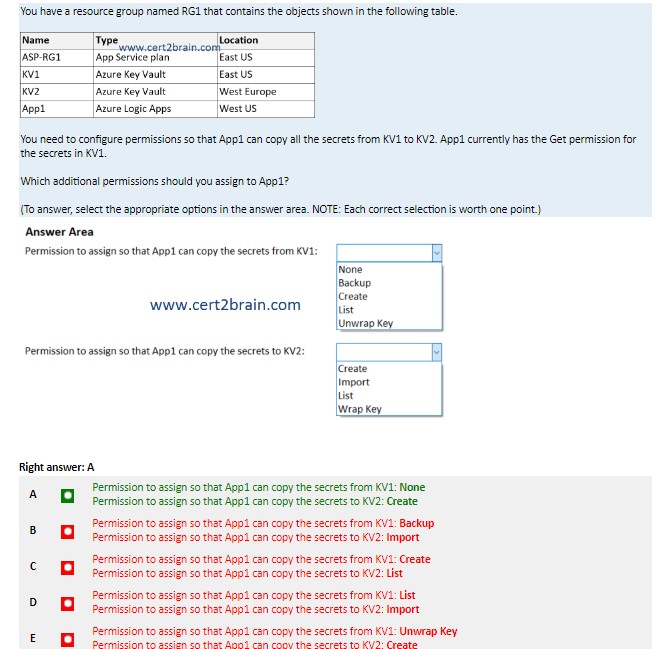 You have a resource group named RG1 that contains the objects shown in the following table.
Name Type Location
www.cert2brain.com
ASP-RG1 App Service plan East US
KV1 Azure Key Vault East US
KV2 Azure Key Vault West Europe
App1 Azure Logic Apps West US
You need to configure permissions so that App1 can copy all the secrets from KV1 to KV2. App1 currently has the Get permission for
the secrets in KV1.
Which additional permissions should you assign to App1?
(To answer, select the appropriate options in the answer area. NOTE: Each correct selection is worth one point.)
Answer Area
Permission to assign so that App1 can copy the secrets from KV1:
None
Backup
Create
List
Unwrap Key
www.cert2brain.com
Permission to assign so that App1 can copy the secrets to KV2:
Create
Import
List
Wrap Key
Right answer: A
A Permission to assign so that App1 can copy the secrets from KV1: None
Permission to assign so that App1 can copy the secrets to KV2: Create
B Permission to assign so that App1 can copy the secrets from KV1: Backup
Permission to assign so that App1 can copy the secrets to KV2: Import
C Permission to assign so that App1 can copy the secrets from KV1: Create
Permission to assign so that App1 can copy the secrets to KV2: List
D Permission to assign so that App1 can copy the secrets from KV1: List
Permission to assign so that App1 can copy the secrets to KV2: Import
E Permission to assign so that App1 can copy the secrets from KV1: Unwrap Key
Permission to assign so that App1 can copy the secrets to KV2: Create